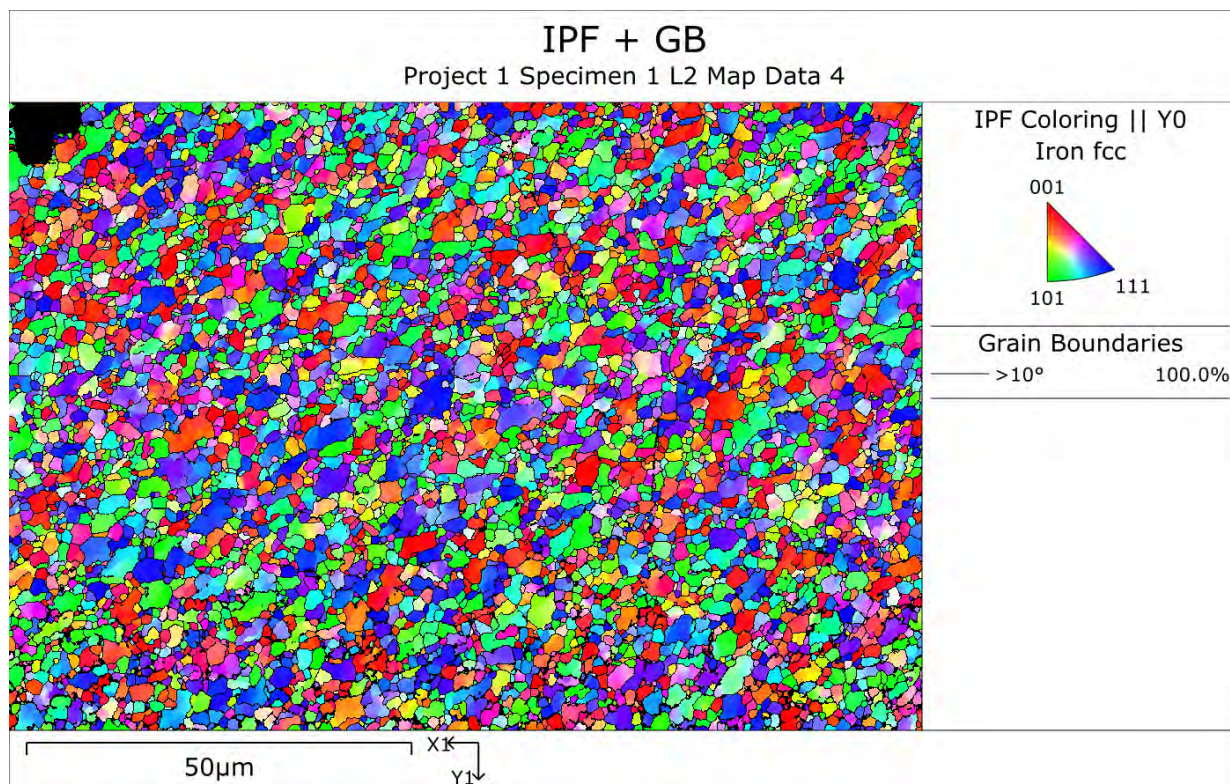 IPF + GB
Project 1 Specimen 1 L2 Map Data 4
IPF Coloring || Y0
Iron fcc
001
101
111
Grain Boundaries
>10° 100.0%
50µm
X1
Y1